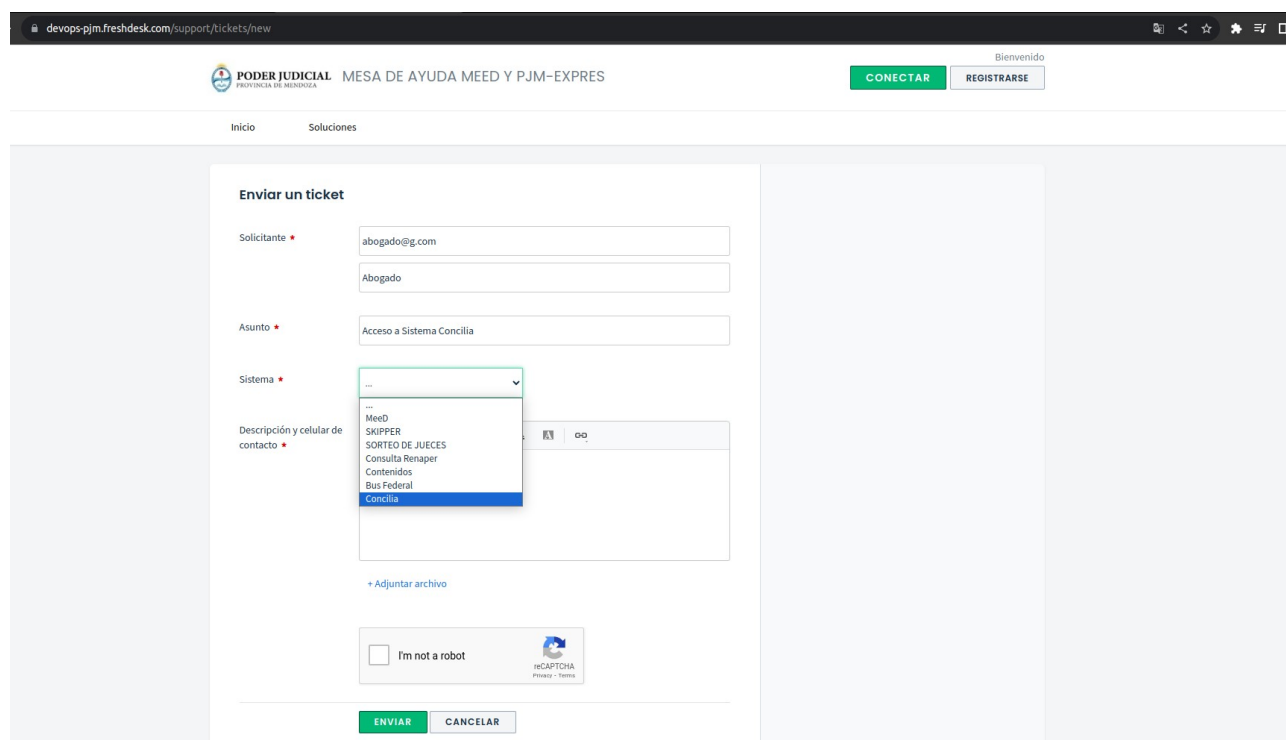 devops-pjm.freshdesk.com/support/tickets/new
Bienvenido
PODER JUDICIAL
PROVINCIA DE MENDOZA
MESA DE AYUDA MEED Y PJM-EXPRES
CONECTAR
REGISTRARSE
Inicio
Soluciones
Enviar un ticket
Solicitante *
abogado@g.com
Abogado
Asunto *
Acceso a Sistema Concilia
Sistema *
...
...
MeeD
SKIPPER
SORTEO DE JUECES
Consulta Renaper
Contenidos
Bus Federal
Concilia
Descripción y celular de
contacto *
A
+ Adjuntar archivo
I'm not a robot
reCAPTCHA
Privacy - Terms
ENVIAR
CANCELAR